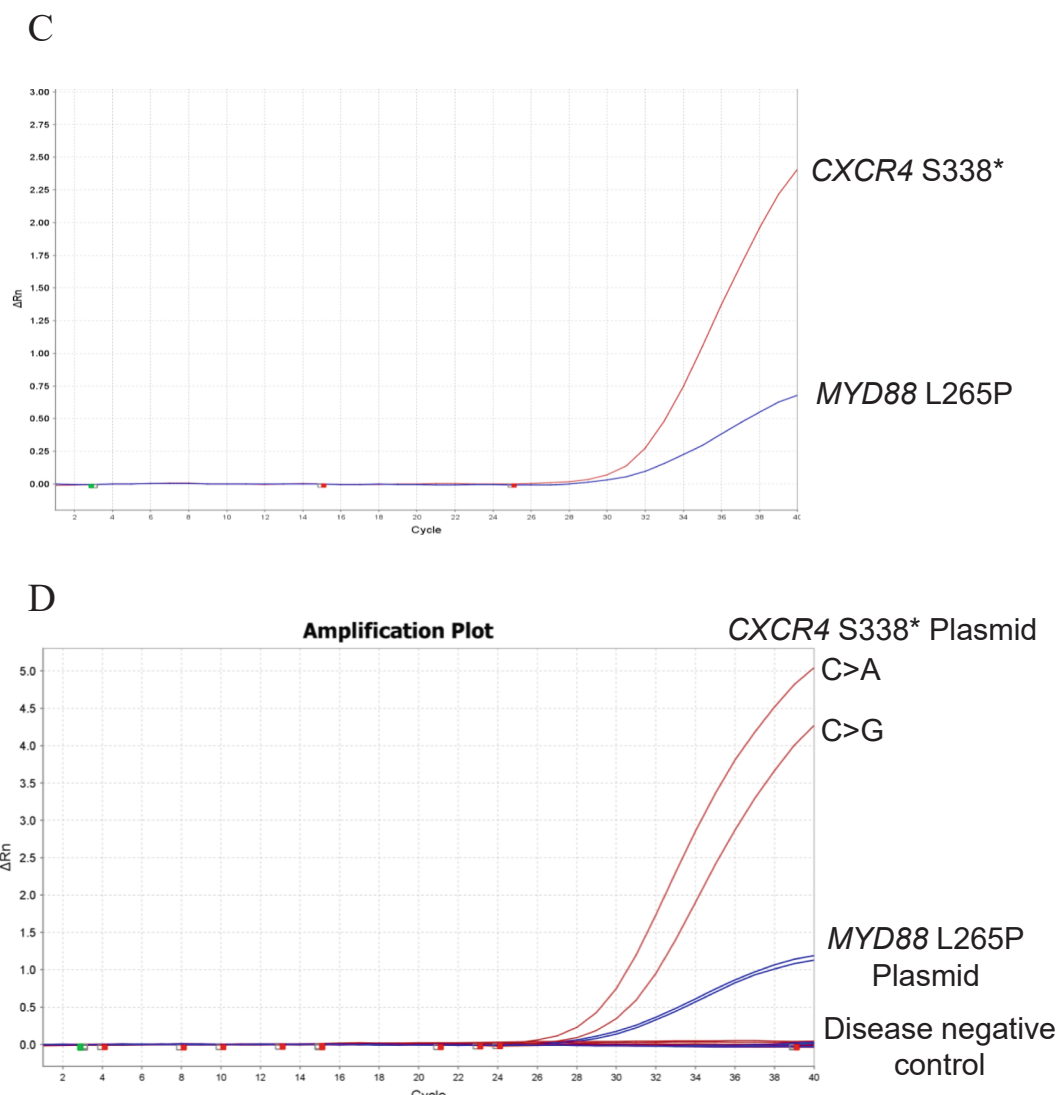 C
3.00
2.75
2.50
2.25
2.00
1.75
1.50
1.25
1.00
0.75
0.50
0.25
0.00
ΔRn
2 4 6 8 10 12 14 16 18 20 22 24 26 28 30 32 34 36 38
Cycle
CXCR4 S338*
MYD88 L265P
D
Amplification Plot
CXCR4 S338* Plasmid
C>A
C>G
5.0
4.5
4.0
3.5
3.0
2.5
2.0
1.5
1.0
0.5
0.0
ΔRn
MYD88 L265P
Plasmid
Disease negative
control
2 4 6 8 10 12 14 16 18 20 22 24 26 28 30 32 34 36 38 40
Cycle